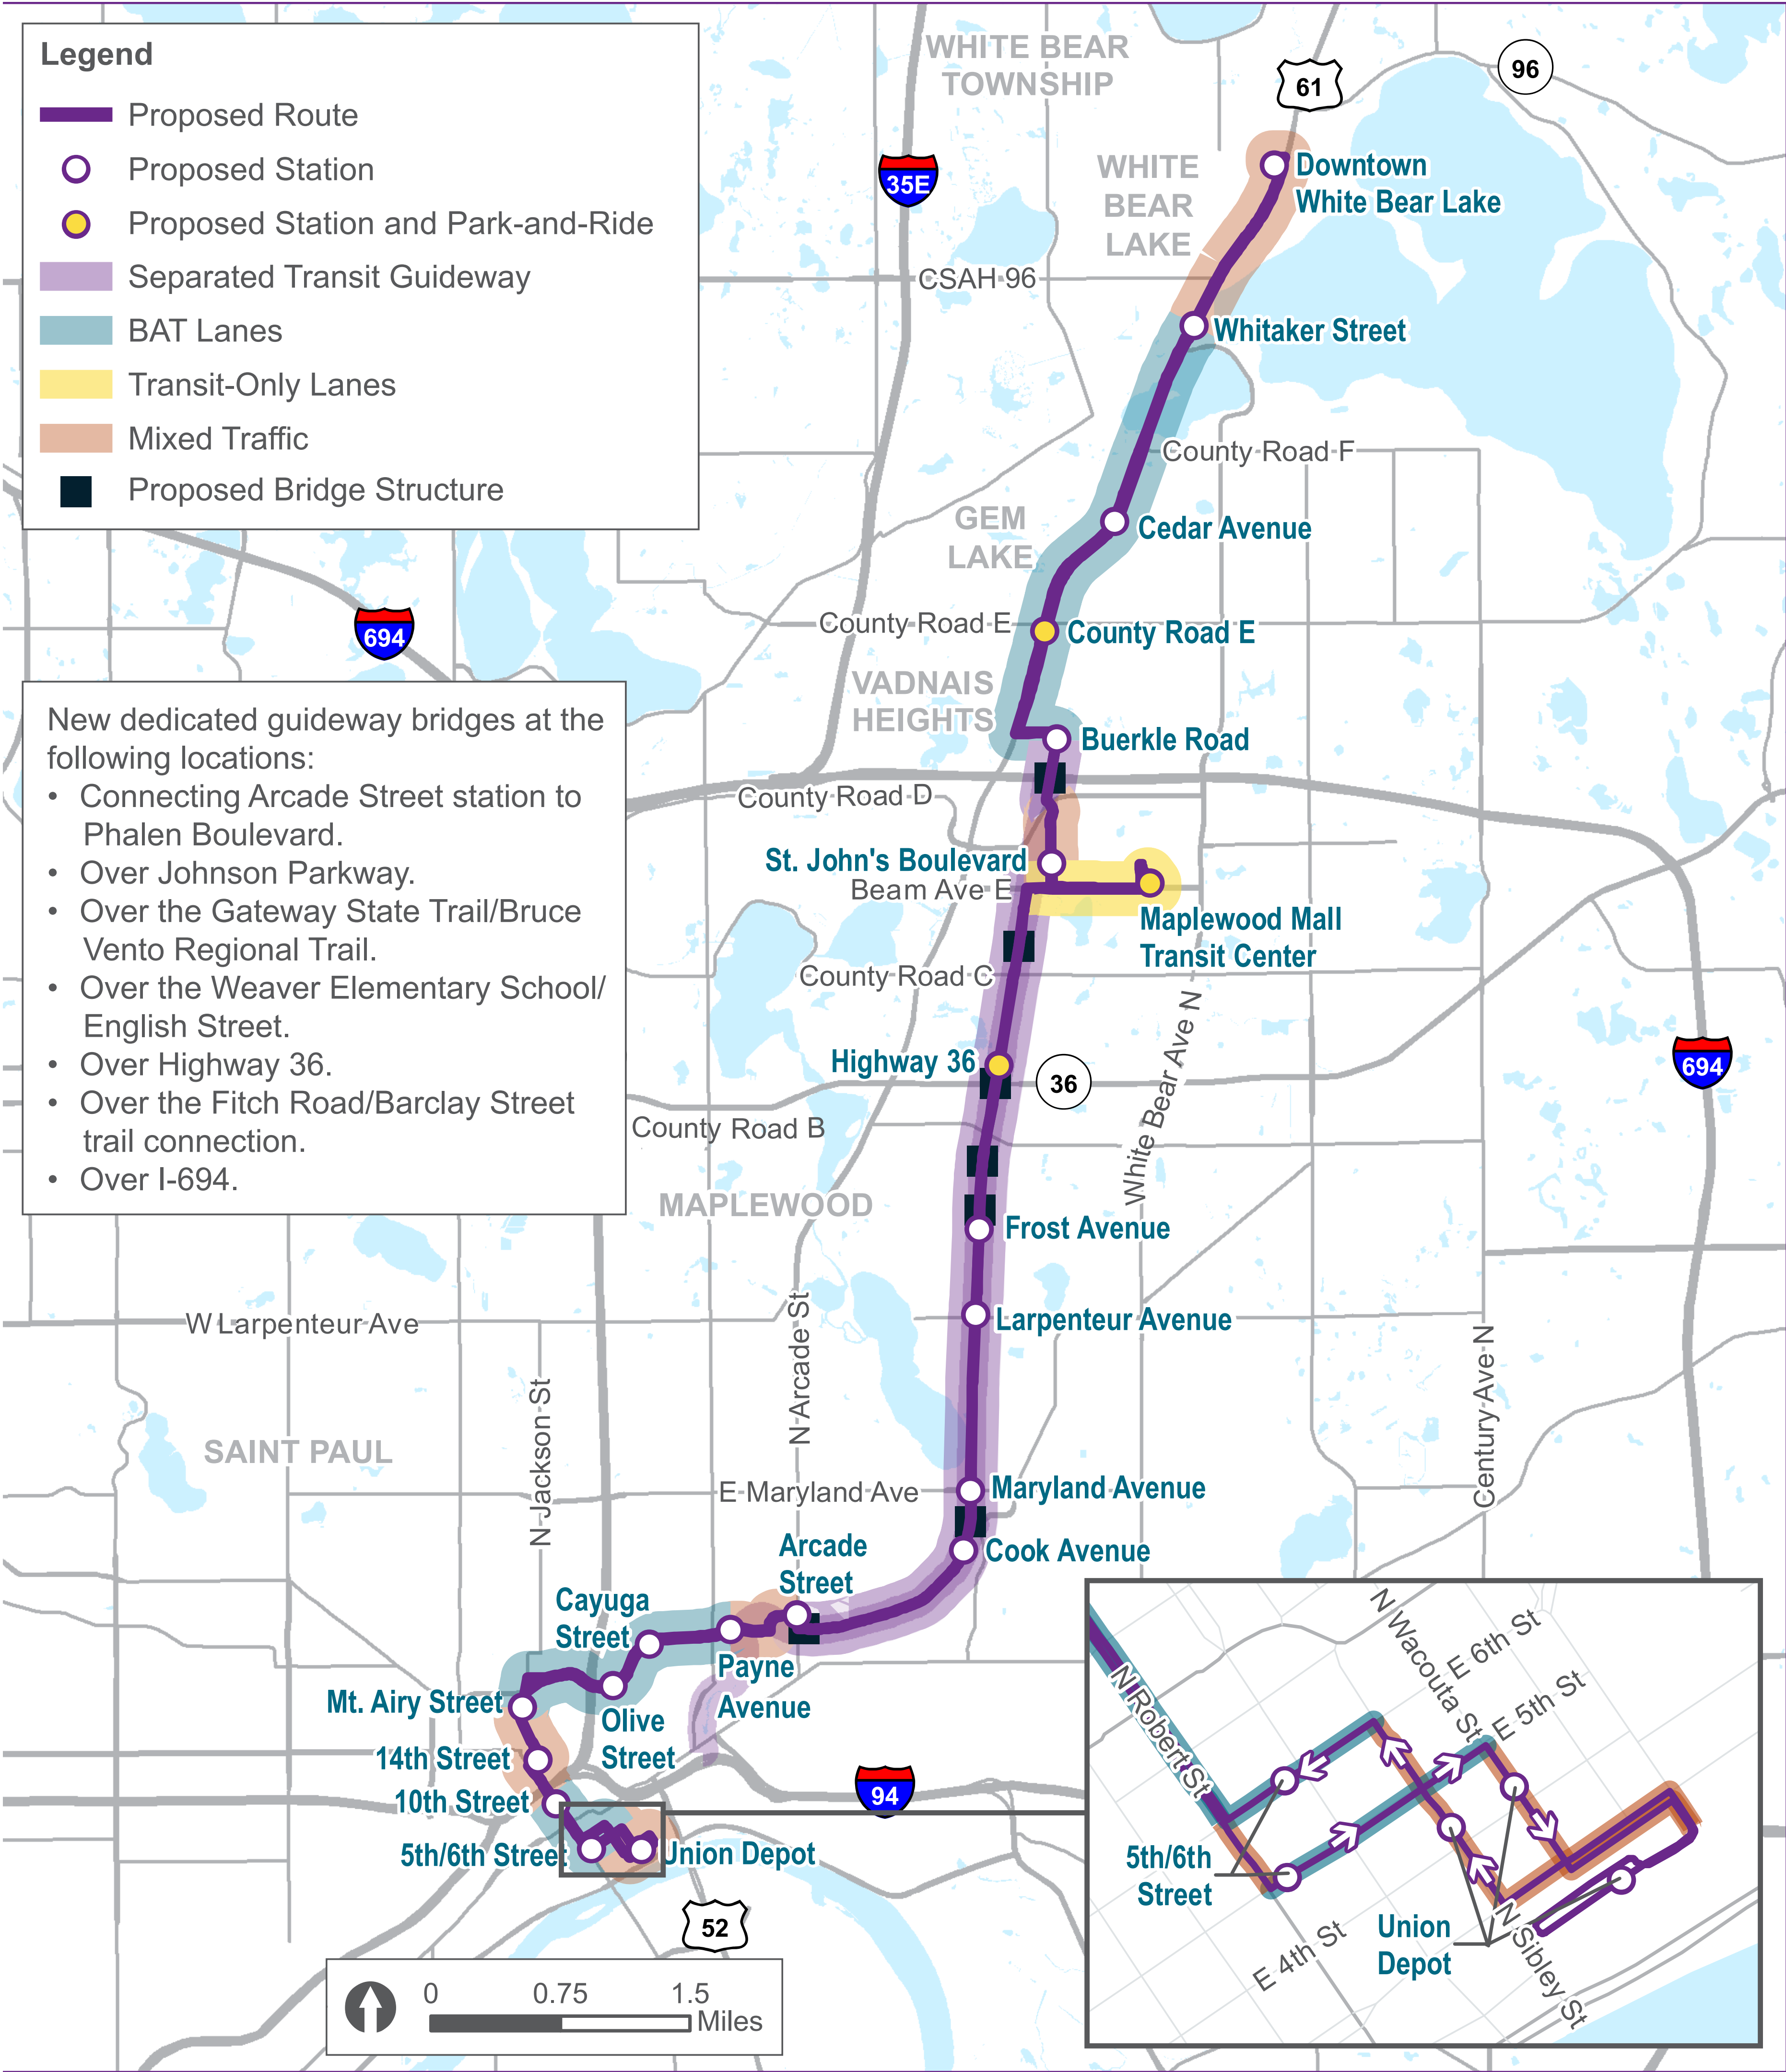 Legend
Proposed Route
Proposed Station
Proposed Station and Park-and-Ride
Separated Transit Guideway
BAT Lanes
Transit-Only Lanes
Mixed Traffic
Proposed Bridge Structure
WHITE BEAR
TOWNSHIP
61
96
35E
WHITE
BEAR
LAKE
Downtown
White Bear Lake
CSAH 96
Whitaker Street
County Road F
GEM
LAKE
Cedar Avenue
694
County Road E
County Road E
VADNAIS
HEIGHTS
Buerkle Road
New dedicated guideway bridges at the
following locations:
• Connecting Arcade Street station to
Phalen Boulevard.
• Over Johnson Parkway.
• Over the Gateway State Trail/Bruce
Vento Regional Trail.
• Over the Weaver Elementary School/
English Street.
• Over Highway 36.
• Over the Fitch Road/Barclay Street
trail connection.
• Over I-694.
County Road D
St. John's Boulevard
Beam Ave E
Maplewood Mall
Transit Center
County Road C
White Bear Ave N
Highway 36
36
694
County Road B
MAPLEWOOD
Frost Avenue
W Larpenteur Ave
Larpenteur Avenue
N Arcade St
N Jackson St
Century Ave N
SAINT PAUL
E Maryland Ave
Maryland Avenue
Arcade
Street
Cook Avenue
Cayuga
Street
Payne
Avenue
Mt. Airy Street
Olive
Street
14th Street
10th Street
94
5th/6th Stree
Union Depot
52
0
0.75
1.5
Miles
N Robert St
N Wacouta St
E 6th St
E 5th St
5th/6th
Street
E 4th St
Union
Depot
N Sibley St